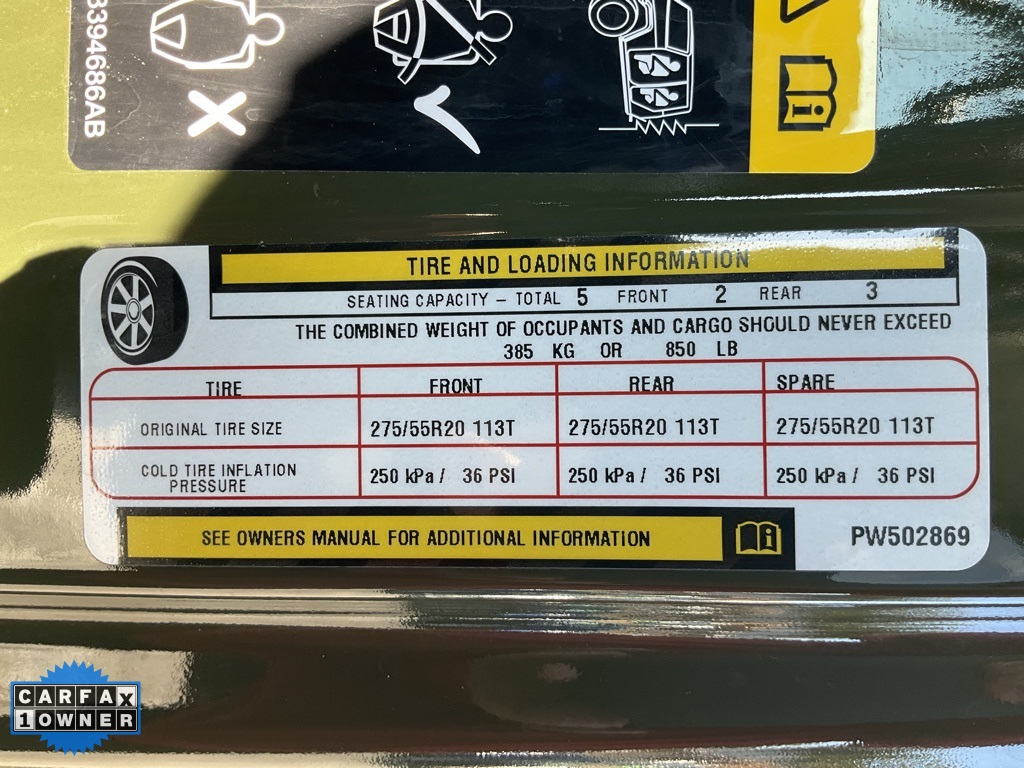 3394686AB
TIRE AND LOADING INFORMATION
SEATING CAPACITY – TOTAL 5 FRONT 2 REAR 3
THE COMBINED WEIGHT OF OCCUPANTS AND CARGO SHOULD NEVER EXCEED
385 KG OR 850 LB
TIRE FRONT REAR SPARE
ORIGINAL TIRE SIZE 275/55R20 113T 275/55R20 113T 275/55R20 113T
COLD TIRE INFLATION
PRESSURE 250 kPa / 36 PSI 250 kPa / 36 PSI 250 kPa / 36 PSI
SEE OWNERS MANUAL FOR ADDITIONAL INFORMATION
PW502869
CARFAX
1 OWNER